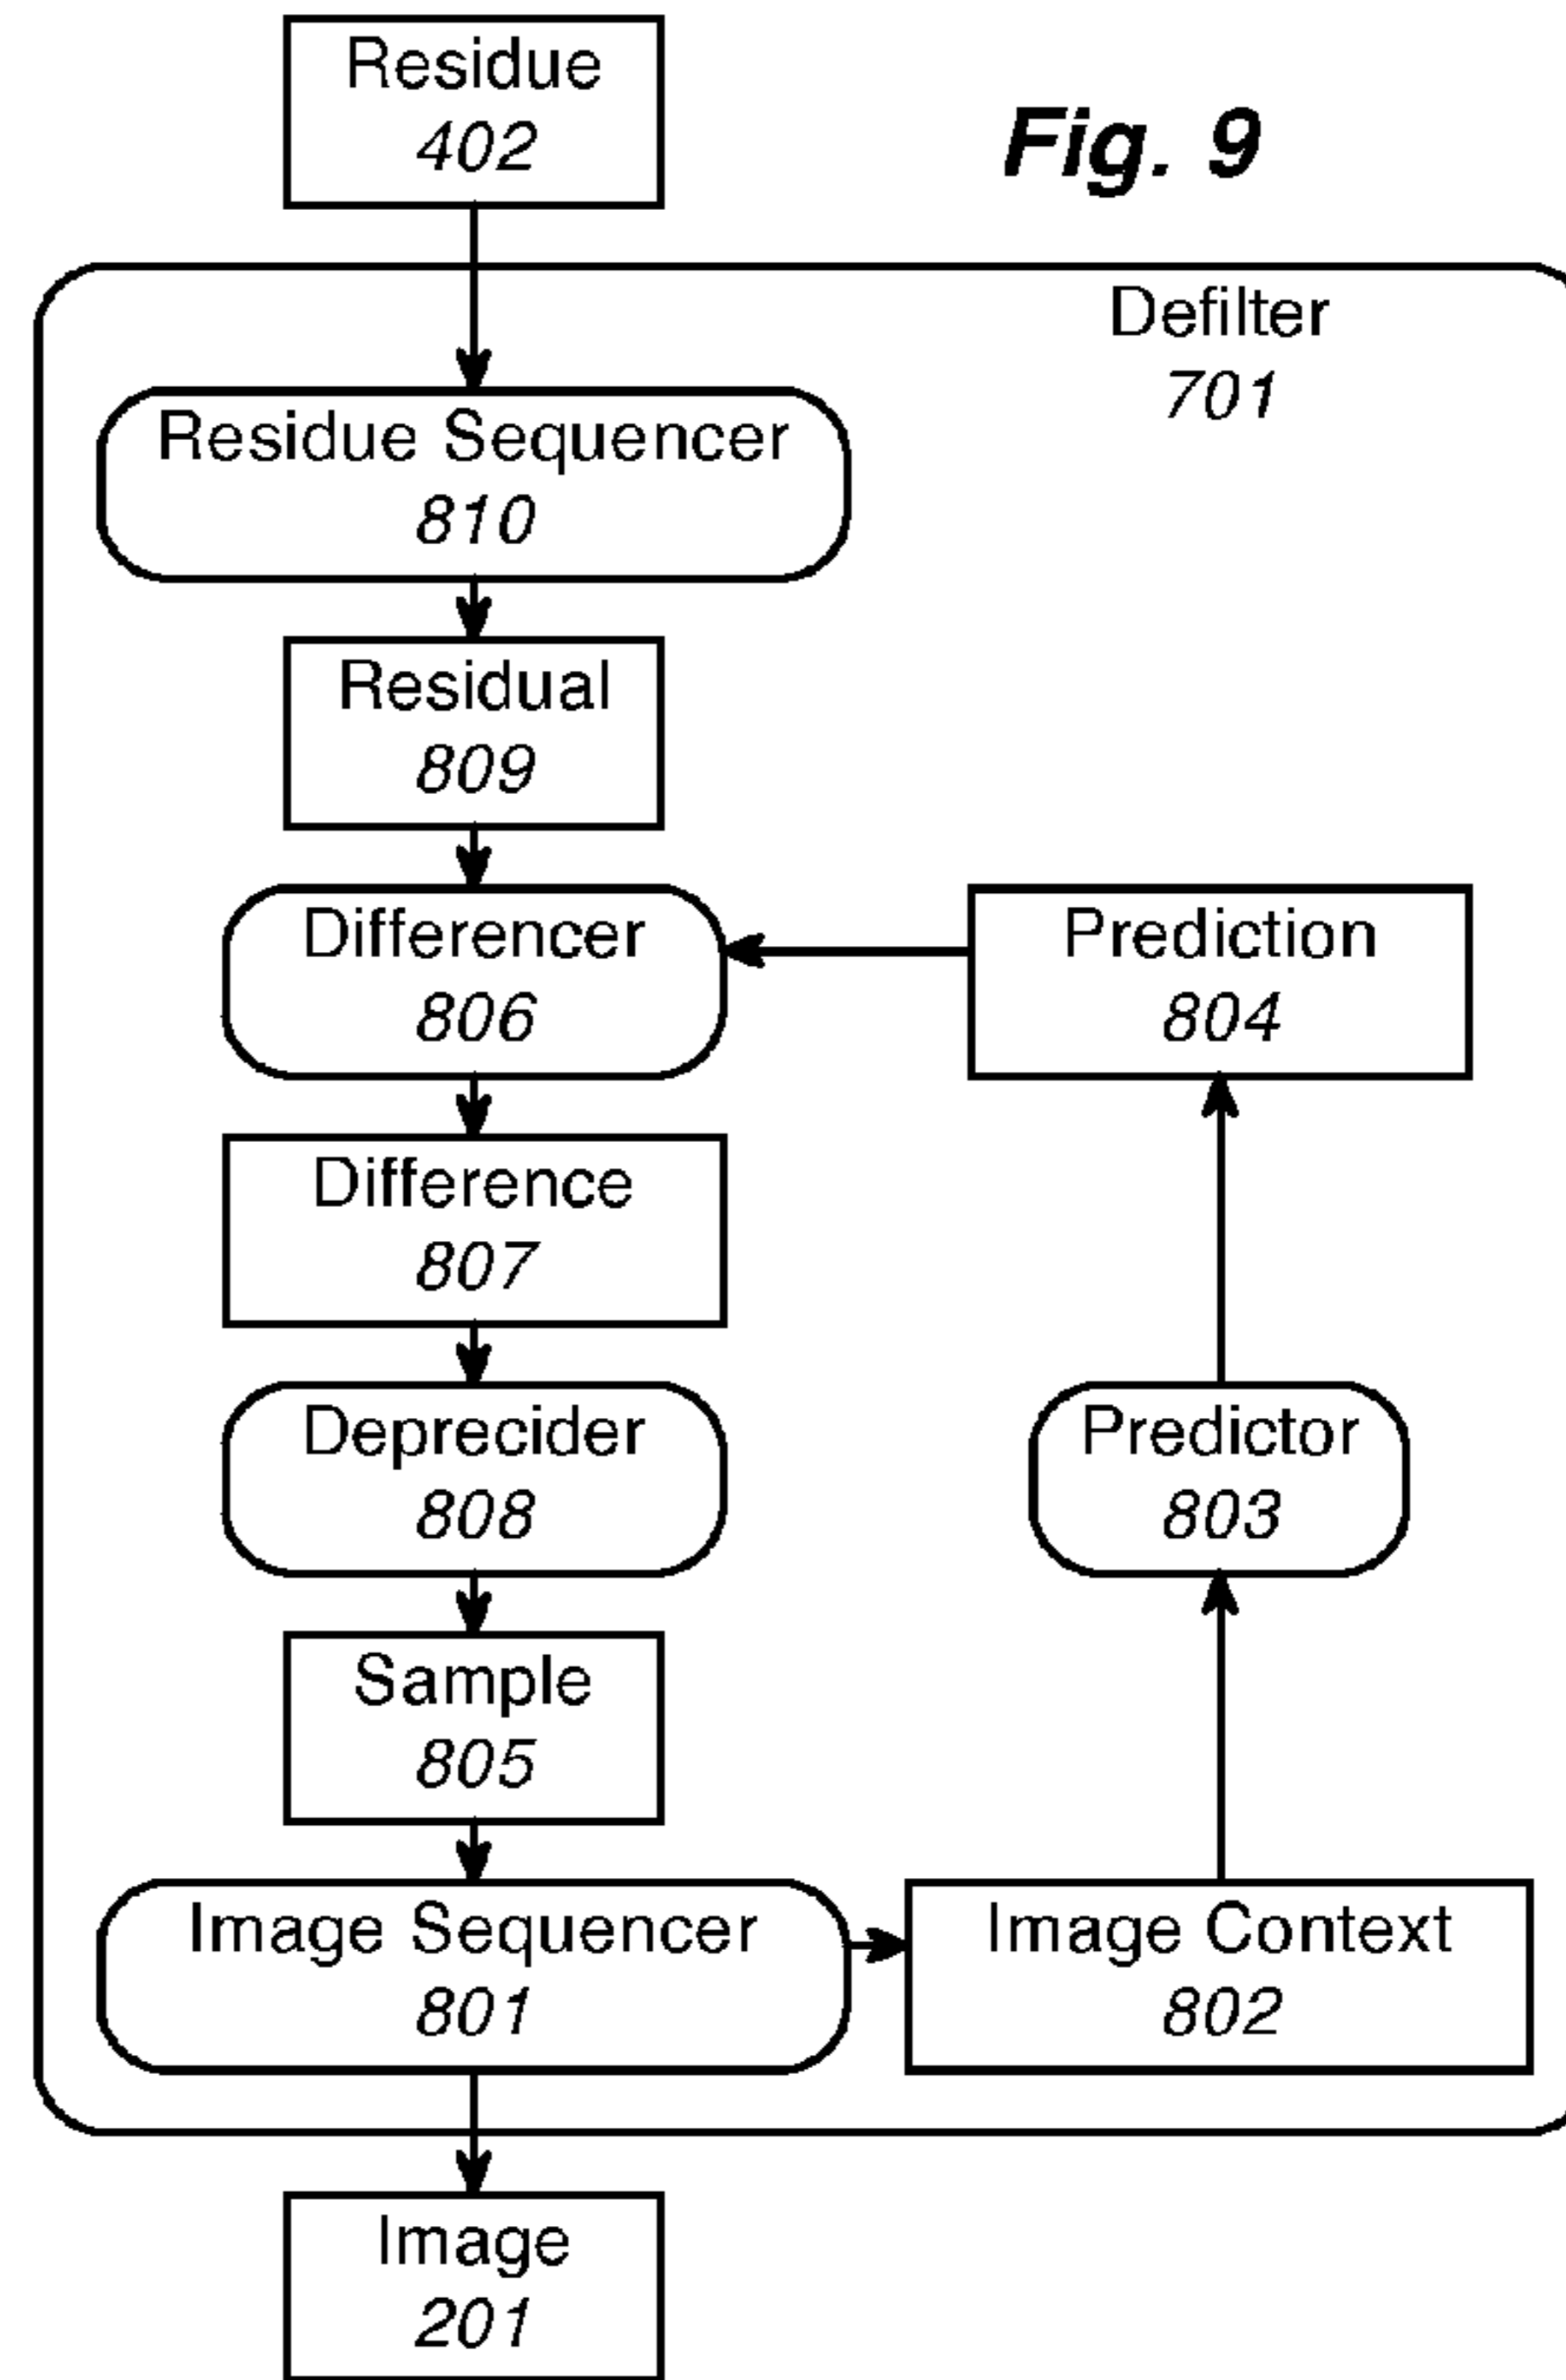 Residue
402
Fig. 9
Defilter
701
Residue Sequencer
810
Residual
809
Differencer
806
Prediction
804
Difference
807
Deprecider
808
Predictor
803
Sample
805
Image Sequencer
801
Image Context
802
Image
201